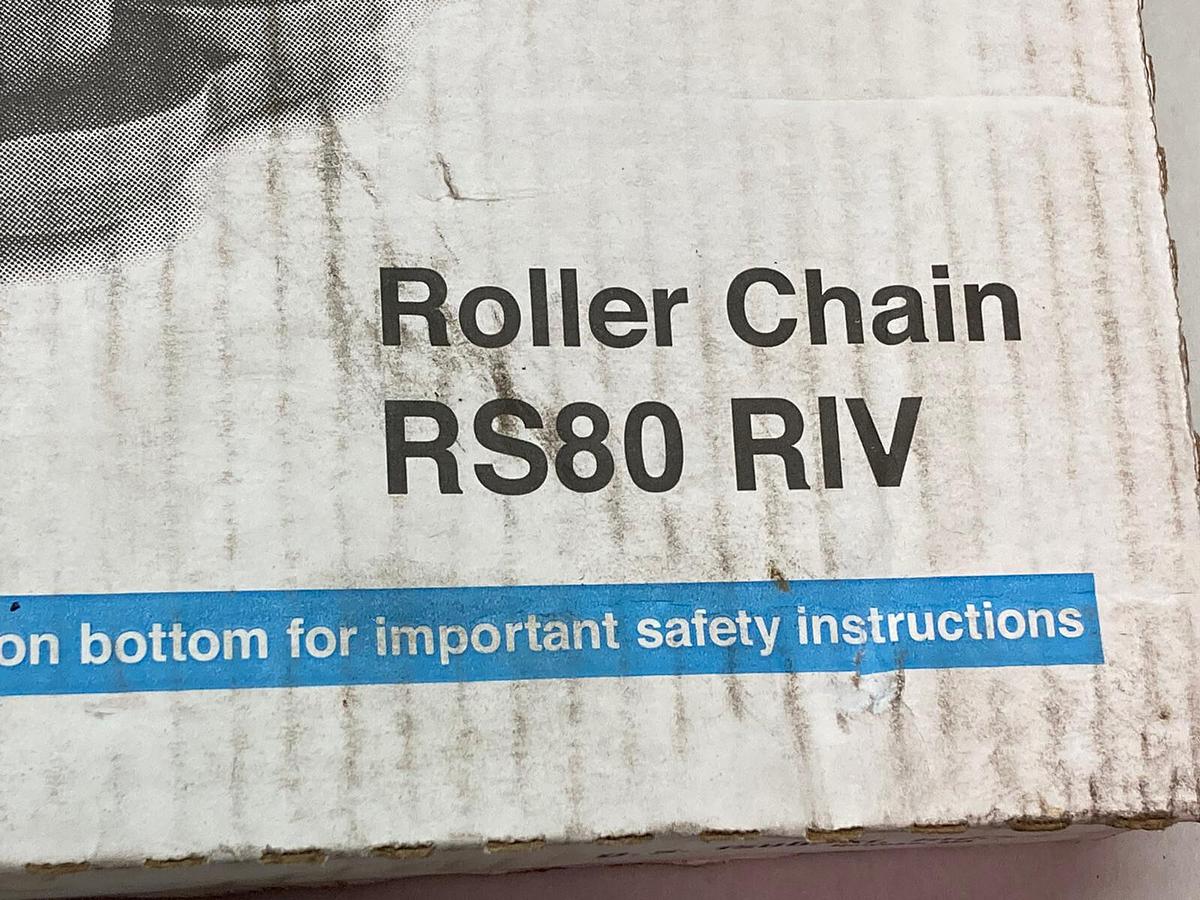 Roller Chain
RS80 RIV
on bottom for important safety instructions